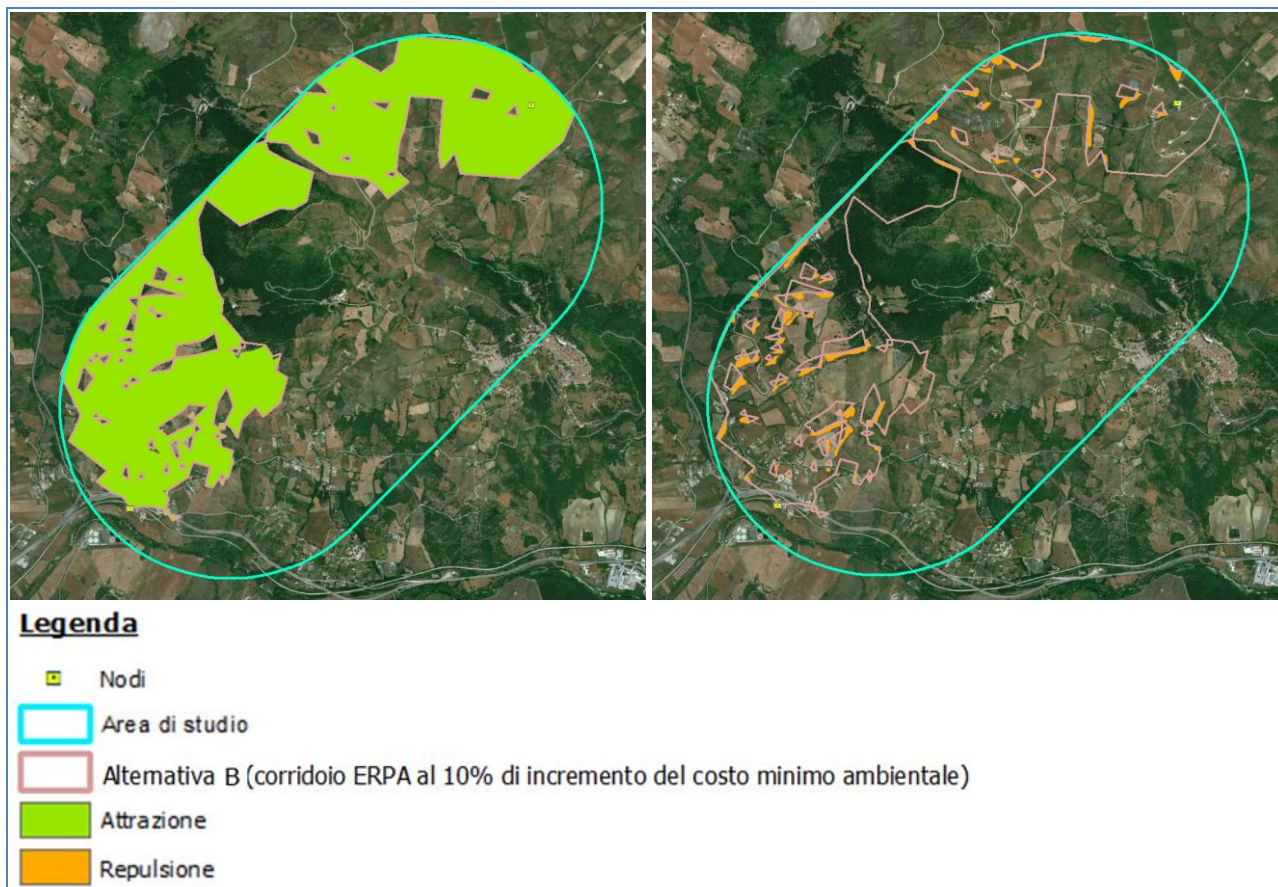 Legenda
Nodi
Area di studio
Alternativa B (corridoio ERPA al 10% di incremento del costo minimo ambientale)
Attrazione
Repulsione